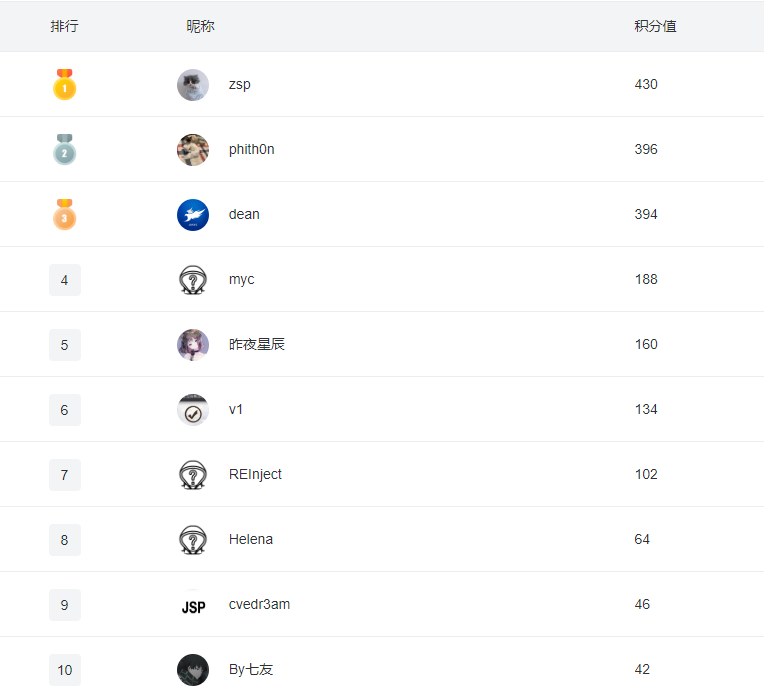 排行 昵称 积分值
1 zsp 430
2 phith0n 396
3 dean 394
4 myc 188
5 昨夜星辰 160
6 v1 134
7 REInject 102
8 Helena 64
9 JSP cvedr3am 46
10 By七友 42